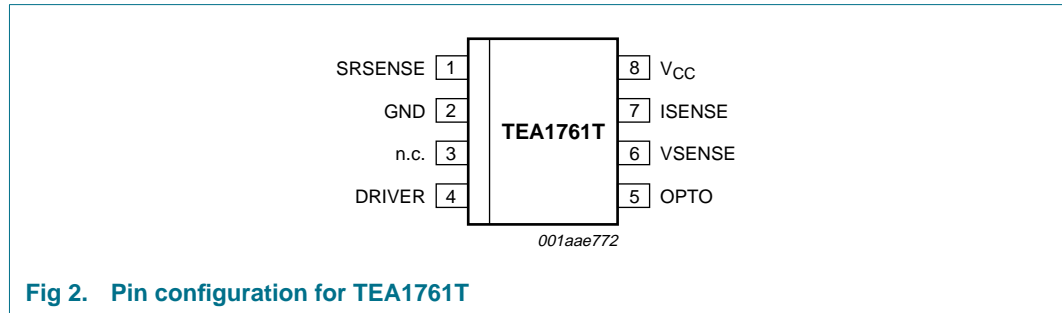 SRSENSE 1 8 VCC
GND 2 7 ISENSE
TEA1761T
n.c. 3 6 VSENSE
DRIVER 4 5 OPTO
001aae772
Fig 2. Pin configuration for TEA1761T